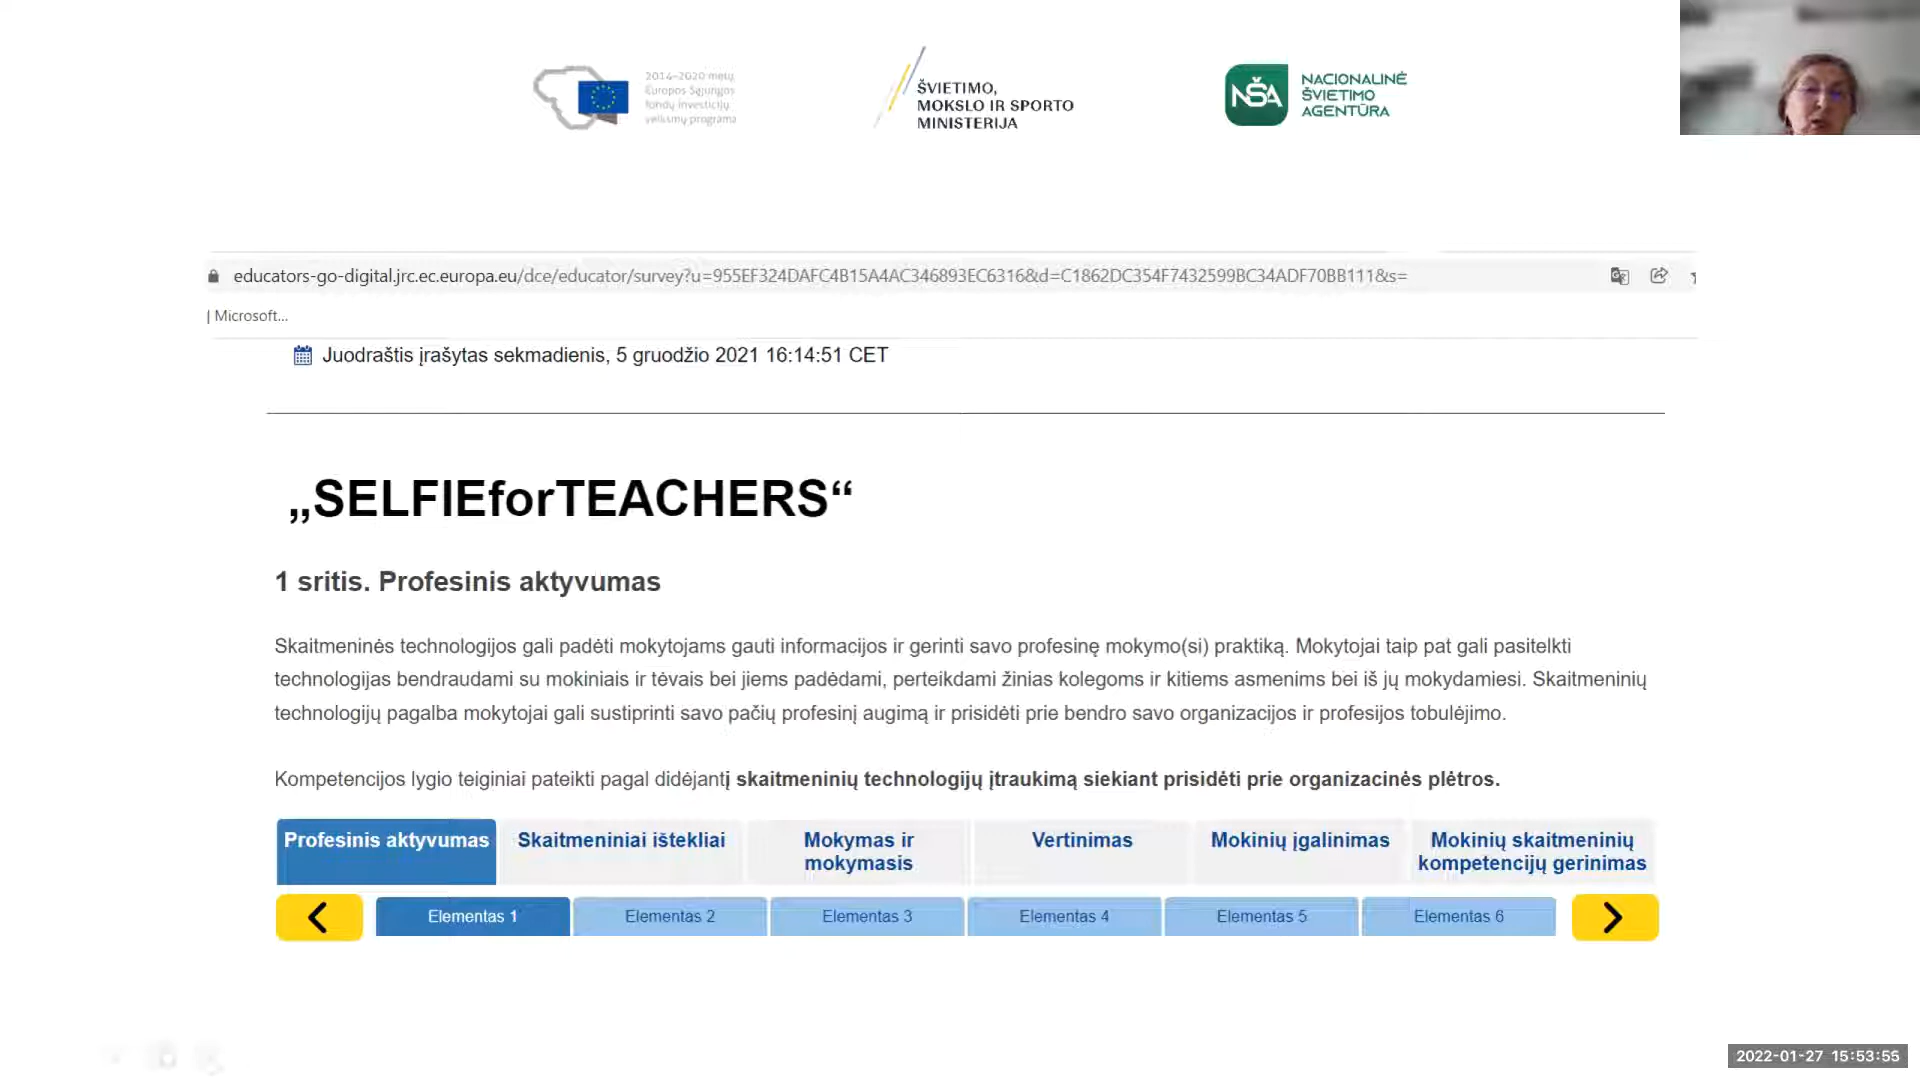 2014–2020 metų
Europos Sąjungos
fondų investicijų
veiksmų programa
ŠVIETIMO,
MOKSLO IR SPORTO
MINISTERIJA
NŠA
NACIONALINĖ
ŠVIETIMO
AGENTŪRA
educators-go-digital.jrc.ec.europa.eu/dce/educator/survey?u=955EF324DAFC4B15A4AC346893EC6316&d=C1862DC354F7432599BC34ADF70BB111&s=
| Microsoft...
Juodraštis įrašytas sekmadienis, 5 gruodžio 2021 16:14:51 CET
„SELFIEforTEACHERS“
1 sritis. Profesinis aktyvumas
Skaitmeninės technologijos gali padėti mokytojams gauti informacijos ir gerinti savo profesinę mokymo(si) praktiką. Mokytojai taip pat gali pasitelkti
technologijas bendraudami su mokiniais ir tėvais bei jiems padėdami, perteikdami žinias kolegoms ir kitiems asmenims bei iš jų mokydamiesi. Skaitmeninių
technologijų pagalba mokytojai gali sustiprinti savo pačių profesinį augimą ir prisidėti prie bendro savo organizacijos ir profesijos tobulėjimo.
Kompetencijos lygio teiginiai pateikti pagal didėjantį skaitmeninių technologijų įtraukimą siekiant prisidėti prie organizacinės plėtros.
Profesinis aktyvumas
Skaitmeniniai ištekliai
Mokymas ir
mokymasis
Vertinimas
Mokinių įgalinimas
Mokinių skaitmeninių
kompetencijų gerinimas
Elementas 1
Elementas 2
Elementas 3
Elementas 4
Elementas 5
Elementas 6
2022-01-27 15:53:55